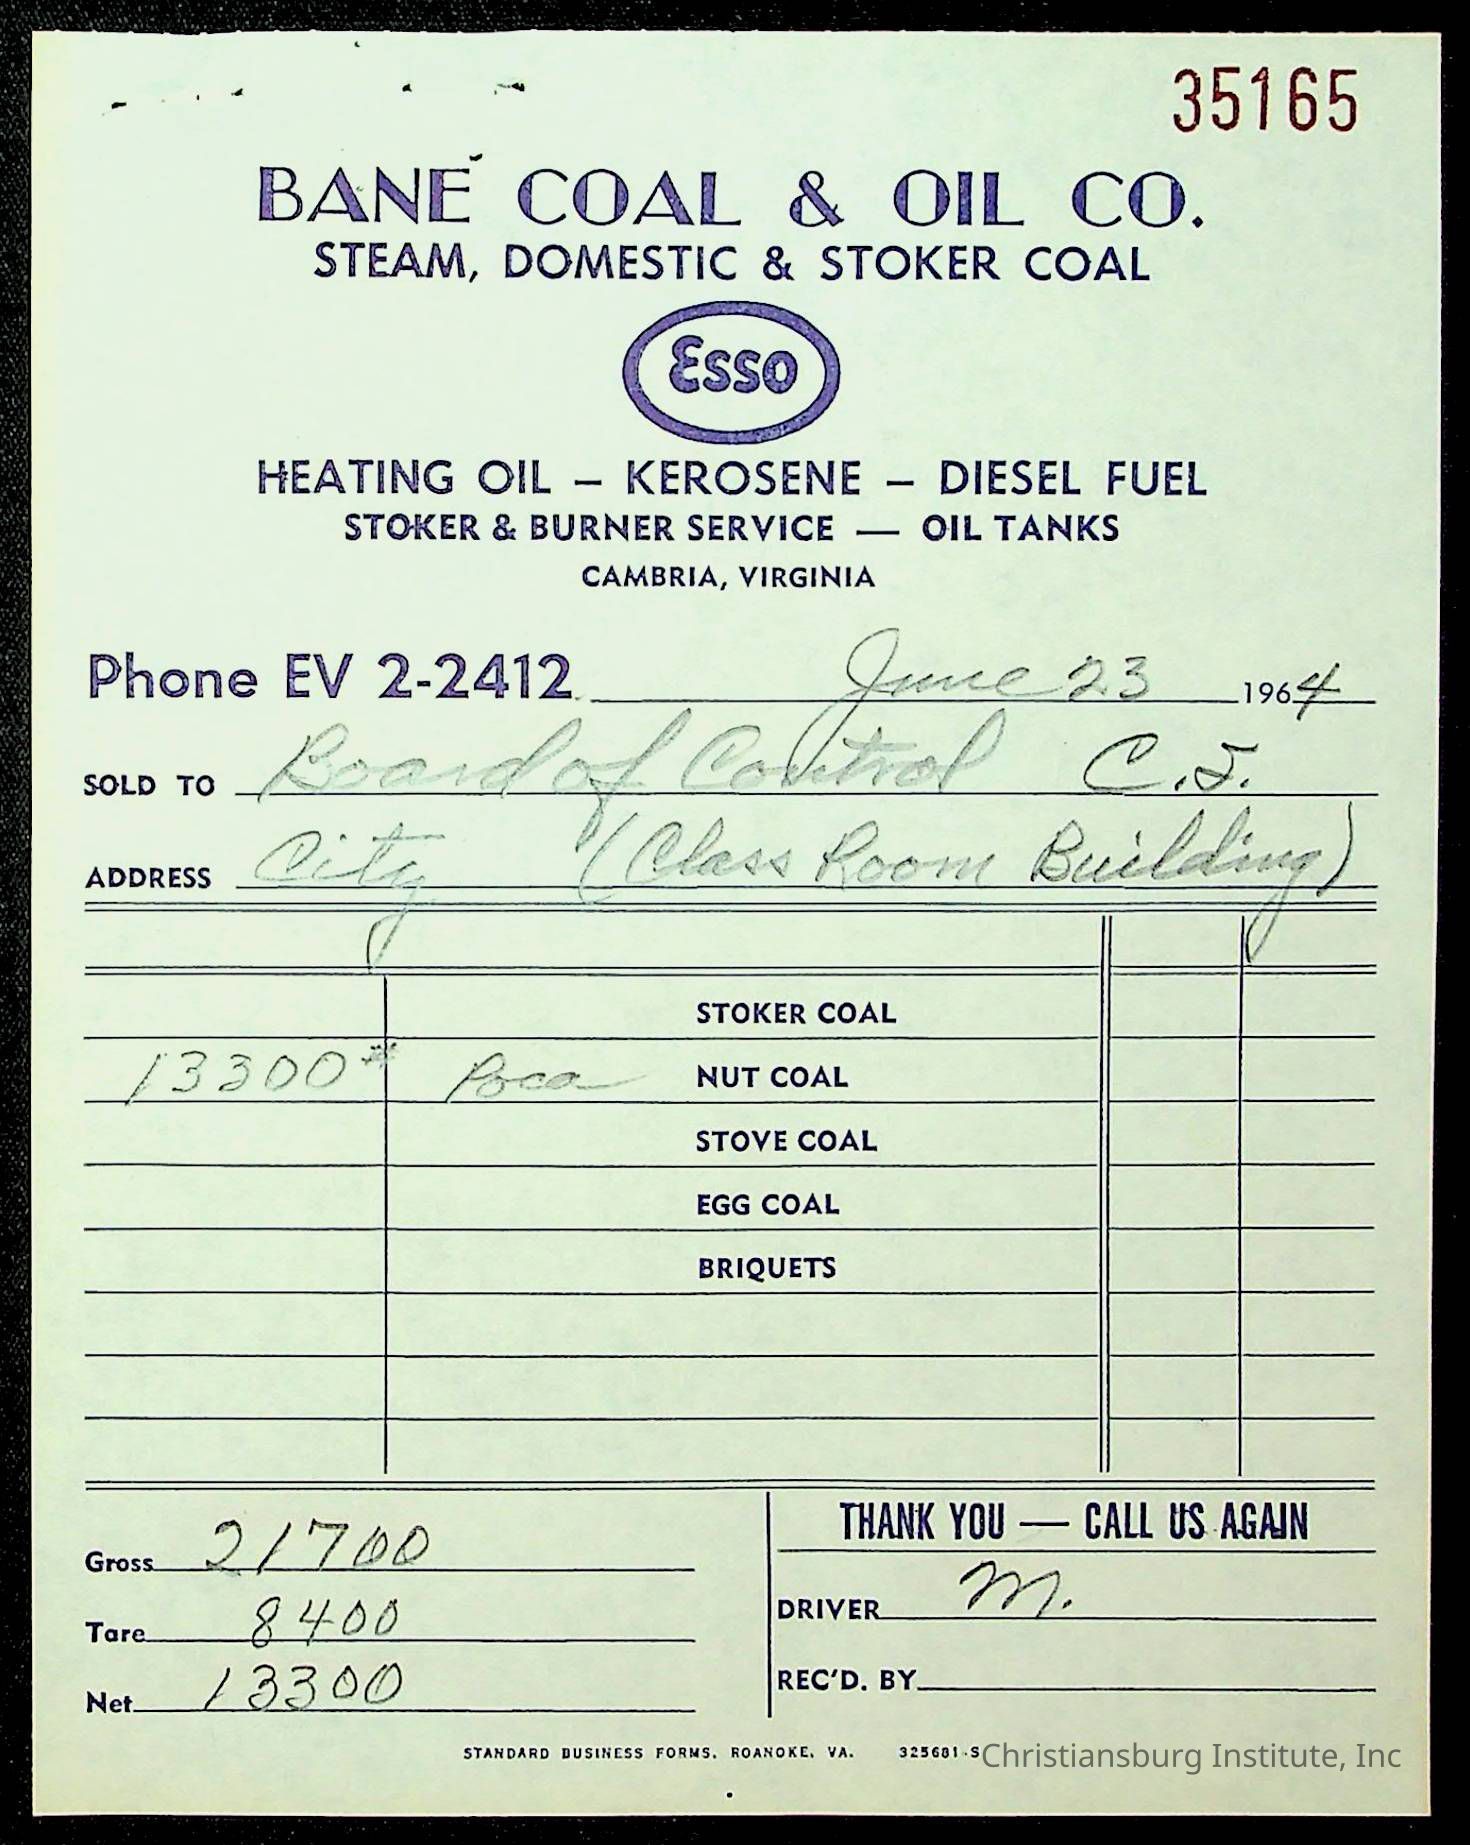 35165
BANE COAL & OIL CO.
STEAM, DOMESTIC & STOKER COAL
Esso
HEATING OIL – KEROSENE – DIESEL FUEL
STOKER & BURNER SERVICE — OIL TANKS
CAMBRIA, VIRGINIA
Phone EV 2-2412 June 23 1964
SOLD TO Board of Control C.I.
ADDRESS City (Class Room Building)
STOKER COAL
13300# Poca NUT COAL
STOVE COAL
EGG COAL
BRIQUETS
THANK YOU — CALL US AGAIN
Gross 21700
Tare 8400
Net 13300
DRIVER M.
REC'D. BY
STANDARD BUSINESS FORMS, ROANOKE, VA. 325681-S
Christiansburg Institute, Inc